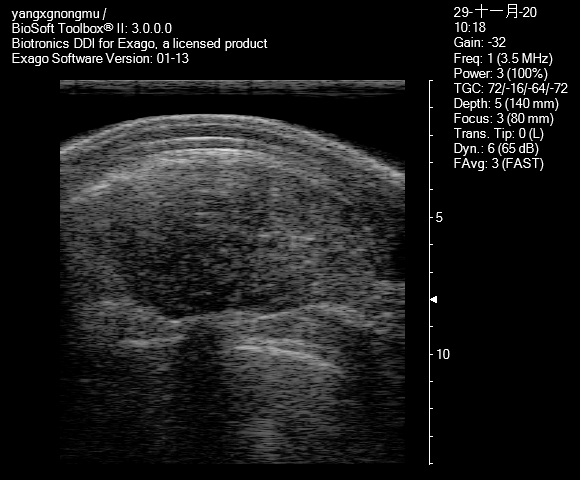 yangxgnongmu /
BioSoft Toolbox® II: 3.0.0.0
Biotronics DDI for Exago, a licensed product
Exago Software Version: 01-13
29-十一月-20
10:18
Gain: -32
Freq: 1 (3.5 MHz)
Power: 3 (100%)
TGC: 72/-16/-64/-72
Depth: 5 (140 mm)
Focus: 3 (80 mm)
Trans. Tip: 0 (L)
Dyn.: 6 (65 dB)
FAvg: 3 (FAST)
5
10